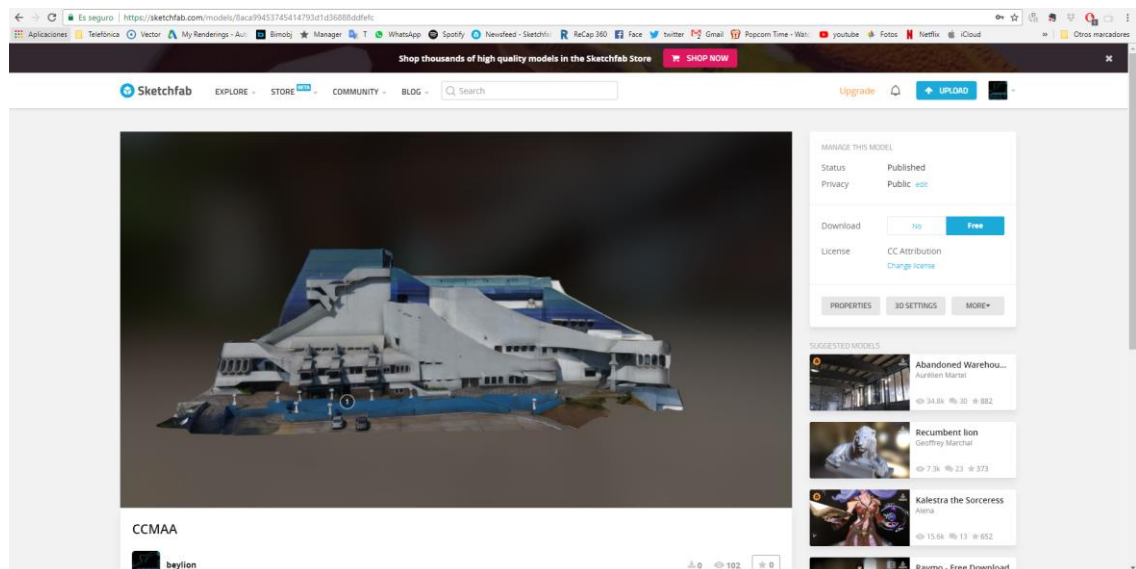 Es seguro | https://sketchfab.com/models/8aca99453745414793d1d36888ddfefc
Aplicaciones Telefónica Vector My Renderings - Aut Bimobj Manager T WhatsApp Spotify Newsfeed - Sketchfa ReCap 360 Face twitter Gmail Popcorn Time - Watc youtube Fotos Netflix iCloud » Otros marcadores
Shop thousands of high quality models in the Sketchfab Store SHOP NOW
Sketchfab EXPLORE STORE BETA COMMUNITY BLOG Search Upgrade UPLOAD
MANAGE THIS MODEL
Status Published
Privacy Public edit
Download No Free
License CC Attribution
Change license
PROPERTIES 3D SETTINGS MORE
SUGGESTED MODELS
Abandoned Warehou...
Aurélien Martel
34.8k 30 882
Recumbent lion
Geoffrey Marchal
7.3k 23 373
Kalestra the Sorceress
Alena
15.6k 13 652
Raymo - Free Download
1
CCMAA
beylion
0 102 0